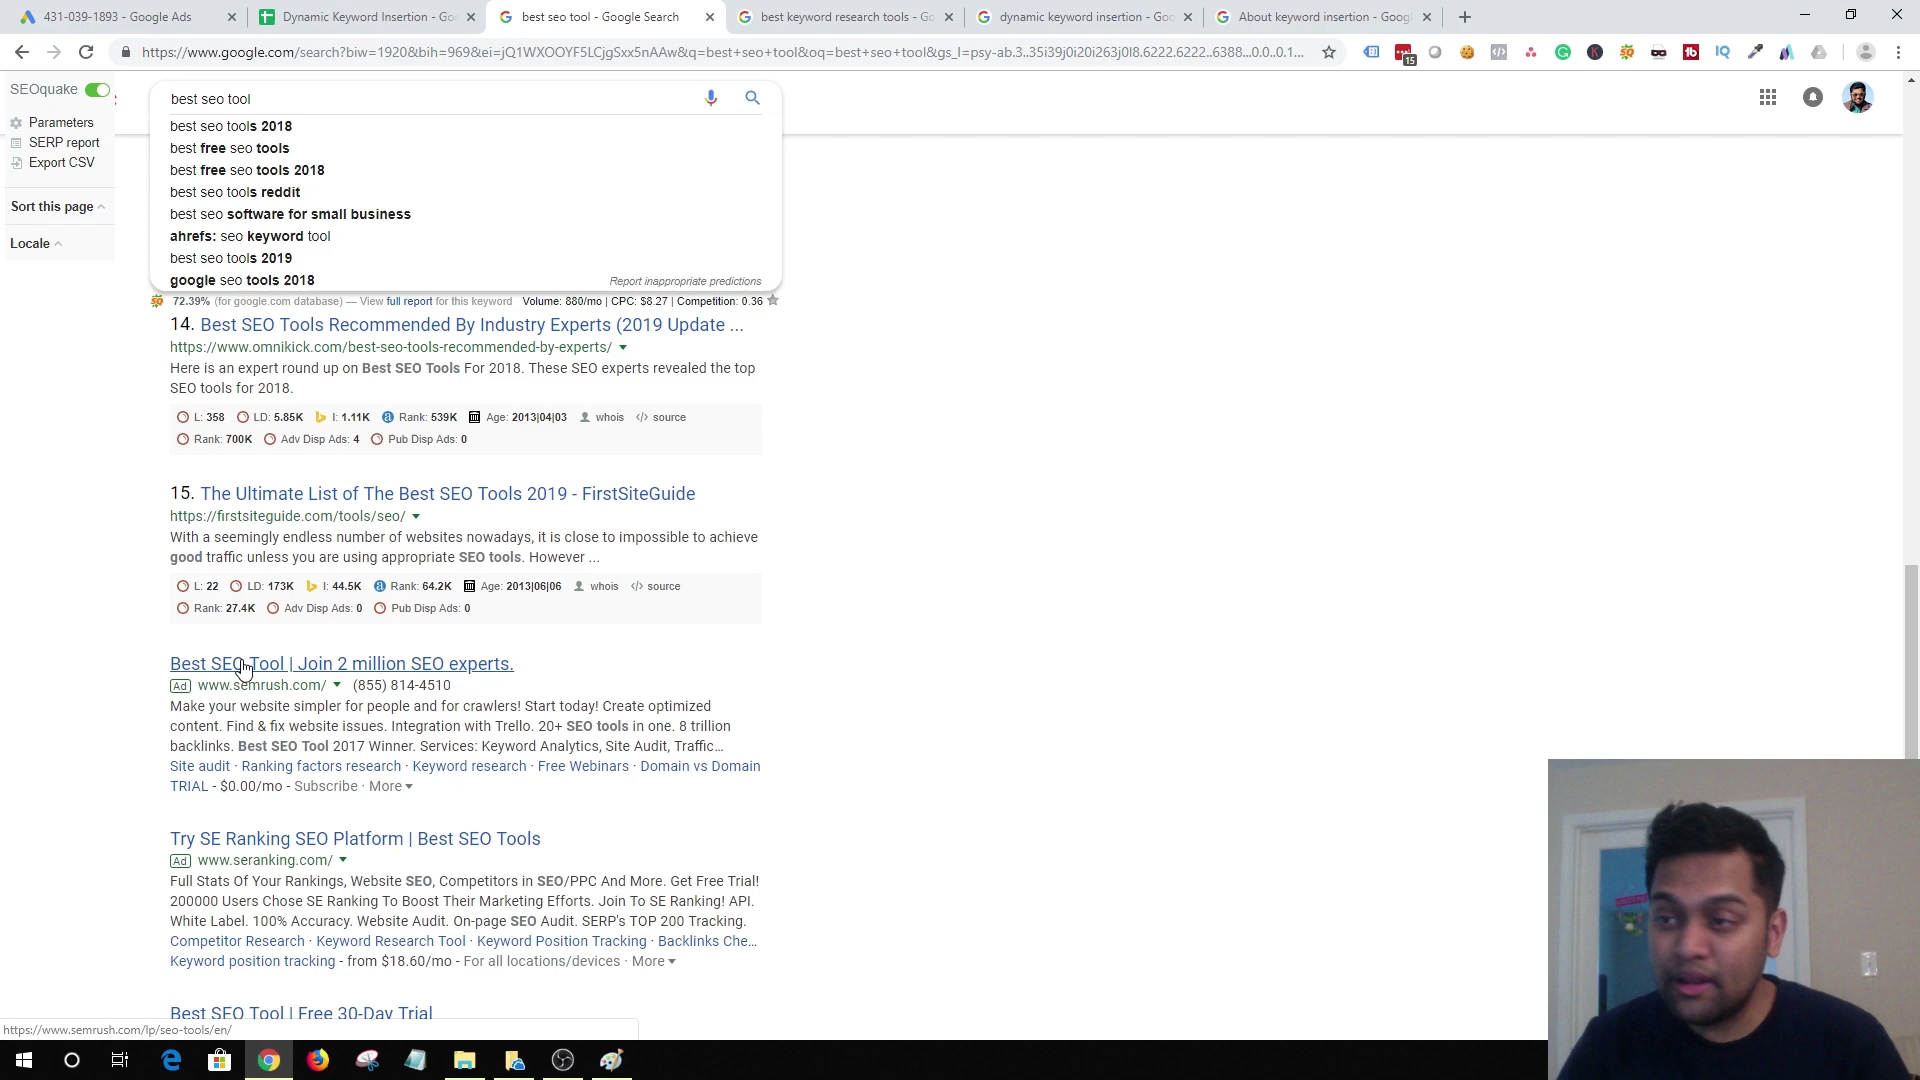 431-039-1893 - Google Ads
Dynamic Keyword Insertion - Go
best seo tool - Google Search
best keyword research tools - Go
dynamic keyword insertion - Goo
About keyword insertion - Googl
https://www.google.com/search?biw=1920&bih=969&ei=jQ1WXOOYF5LCjgSxx5nAAw&q=best+seo+tool&oq=best+seo+tool&gs_l=psy-ab.3..35i39j0i20i263j0l8.6222.6222..6388...0.0..0.1...
15
SEOquake
Parameters
SERP report
Export CSV
Sort this page
Locale
best seo tool
best seo tools 2018
best free seo tools
best free seo tools 2018
best seo tools reddit
best seo software for small business
ahrefs: seo keyword tool
best seo tools 2019
google seo tools 2018
Report inappropriate predictions
72.39% (for google.com database) — View full report for this keyword Volume: 880/mo | CPC: $8.27 | Competition: 0.36
14. Best SEO Tools Recommended By Industry Experts (2019 Update ...
https://www.omnikick.com/best-seo-tools-recommended-by-experts/
Here is an expert round up on Best SEO Tools For 2018. These SEO experts revealed the top
SEO tools for 2018.
L: 358 LD: 5.85K I: 1.11K Rank: 539K Age: 2013|04|03 whois </> source
Rank: 700K Adv Disp Ads: 4 Pub Disp Ads: 0
15. The Ultimate List of The Best SEO Tools 2019 - FirstSiteGuide
https://firstsiteguide.com/tools/seo/
With a seemingly endless number of websites nowadays, it is close to impossible to achieve
good traffic unless you are using appropriate SEO tools. However ...
L: 22 LD: 173K I: 44.5K Rank: 64.2K Age: 2013|06|06 whois </> source
Rank: 27.4K Adv Disp Ads: 0 Pub Disp Ads: 0
Best SEO Tool | Join 2 million SEO experts.
Ad www.semrush.com/ (855) 814-4510
Make your website simpler for people and for crawlers! Start today! Create optimized
content. Find & fix website issues. Integration with Trello. 20+ SEO tools in one. 8 trillion
backlinks. Best SEO Tool 2017 Winner. Services: Keyword Analytics, Site Audit, Traffic...
Site audit · Ranking factors research · Keyword research · Free Webinars · Domain vs Domain
TRIAL - $0.00/mo - Subscribe · More
Try SE Ranking SEO Platform | Best SEO Tools
Ad www.seranking.com/
Full Stats Of Your Rankings, Website SEO, Competitors in SEO/PPC And More. Get Free Trial!
200000 Users Chose SE Ranking To Boost Their Marketing Efforts. Join To SE Ranking! API.
White Label. 100% Accuracy. Website Audit. On-page SEO Audit. SERP's TOP 200 Tracking.
Competitor Research · Keyword Research Tool · Keyword Position Tracking · Backlinks Che...
Keyword position tracking - from $18.60/mo - For all locations/devices · More
Best SEO Tool | Free 30-Day Trial
https://www.semrush.com/lp/seo-tools/en/